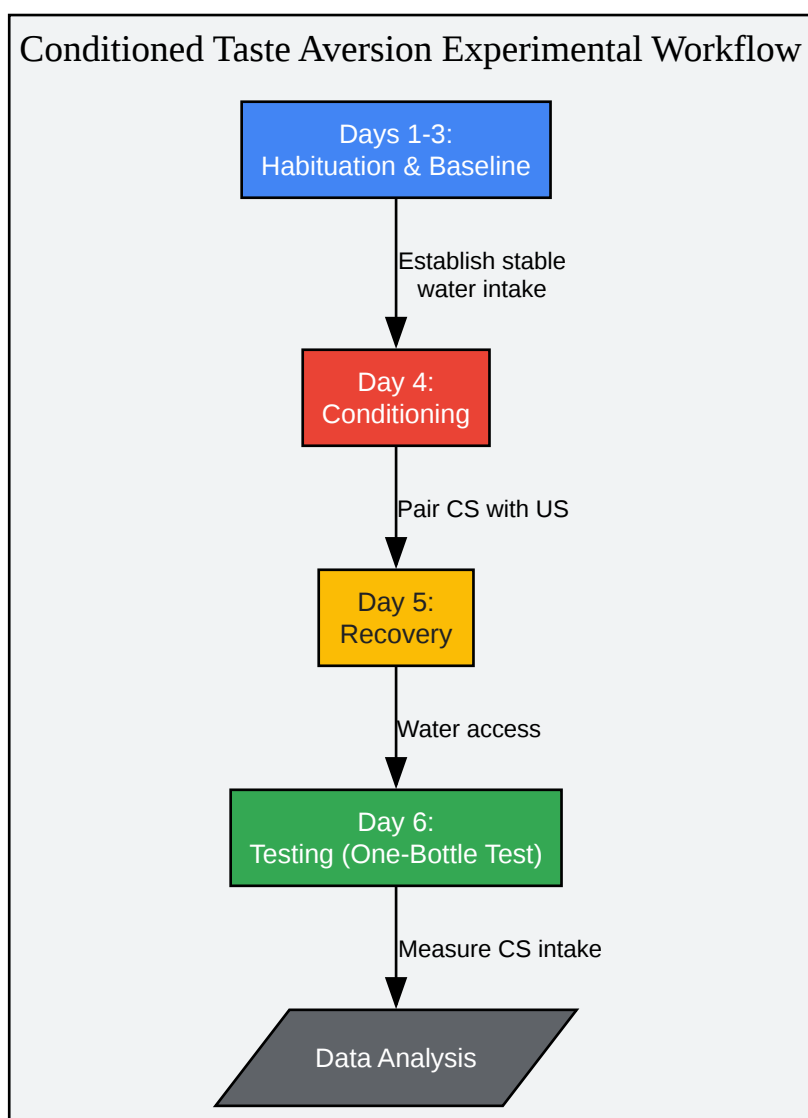 Conditioned Taste Aversion Experimental Workflow
Days 1-3:
Habituation & Baseline
Establish stable
water intake
Day 4:
Conditioning
Pair CS with US
Day 5:
Recovery
Water access
Day 6:
Testing (One-Bottle Test)
Measure CS intake
Data Analysis